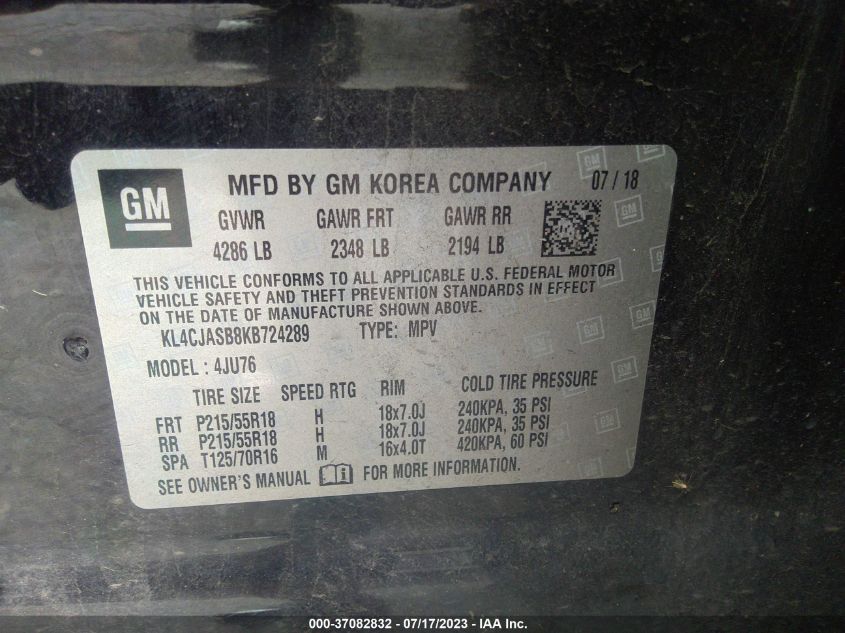 GM
MFD BY GM KOREA COMPANY 07 / 18
GVWR GAWR FRT GAWR RR
4286 LB 2348 LB 2194 LB
THIS VEHICLE CONFORMS TO ALL APPLICABLE U.S. FEDERAL MOTOR
VEHICLE SAFETY AND THEFT PREVENTION STANDARDS IN EFFECT
ON THE DATE OF MANUFACTURE SHOWN ABOVE.
KL4CJASB8KB724289 TYPE: MPV
MODEL : 4JU76
TIRE SIZE SPEED RTG RIM COLD TIRE PRESSURE
FRT P215/55R18 H 18x7.0J 240KPA, 35 PSI
RR P215/55R18 H 18x7.0J 240KPA, 35 PSI
SPA T125/70R16 M 16x4.0T 420KPA, 60 PSI
SEE OWNER'S MANUAL FOR MORE INFORMATION.
000-37082832 - 07/17/2023 - IAA Inc.